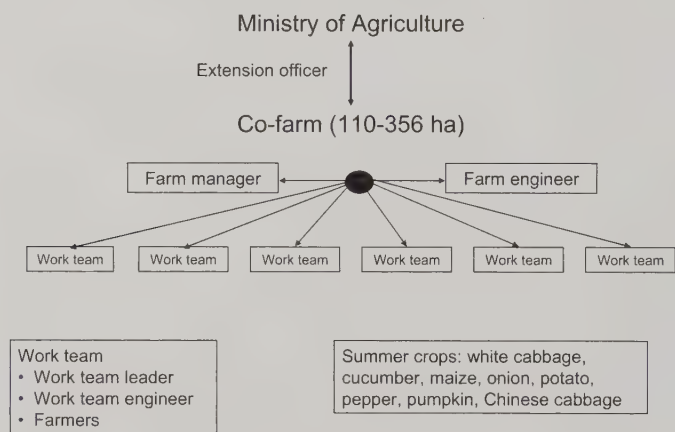 Ministry of Agriculture
Extension officer
Co-farm (110-356 ha)
Farm manager
Farm engineer
Work team
Work team
Work team
Work team
Work team
Work team
Work team
• Work team leader
• Work team engineer
• Farmers
Summer crops: white cabbage,
cucumber, maize, onion, potato,
pepper, pumpkin, Chinese cabbage